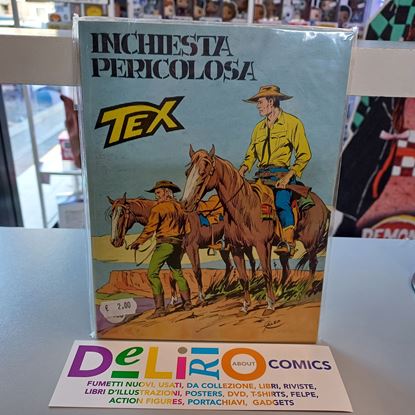 INCHIESTA
PERICOLOSA
TEX
€ 2.00
DeLiRiO ABOUT COMICS
FUMETTI NUOVI, USATI, DA COLLEZIONE, LIBRI, RIVISTE,
LIBRI D'ILLUSTRAZIONI, POSTERS, DVD, T-SHIRTS, FELPE,
ACTION FIGURES, PORTACHIAVI, GADGETS